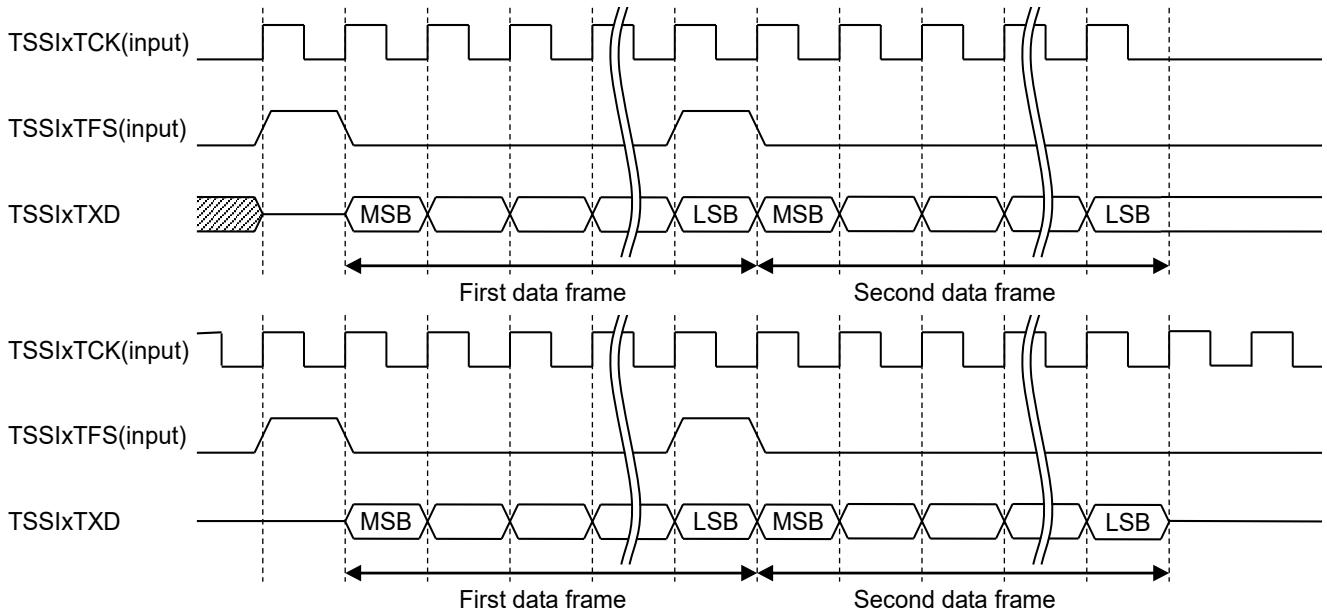 TSSIxTCK(input)
TSSIxTFS(input)
TSSIxTXD
MSB LSB MSB LSB
First data frame Second data frame
TSSIxTCK(input)
TSSIxTFS(input)
TSSIxTXD
MSB LSB MSB LSB
First data frame Second data frame